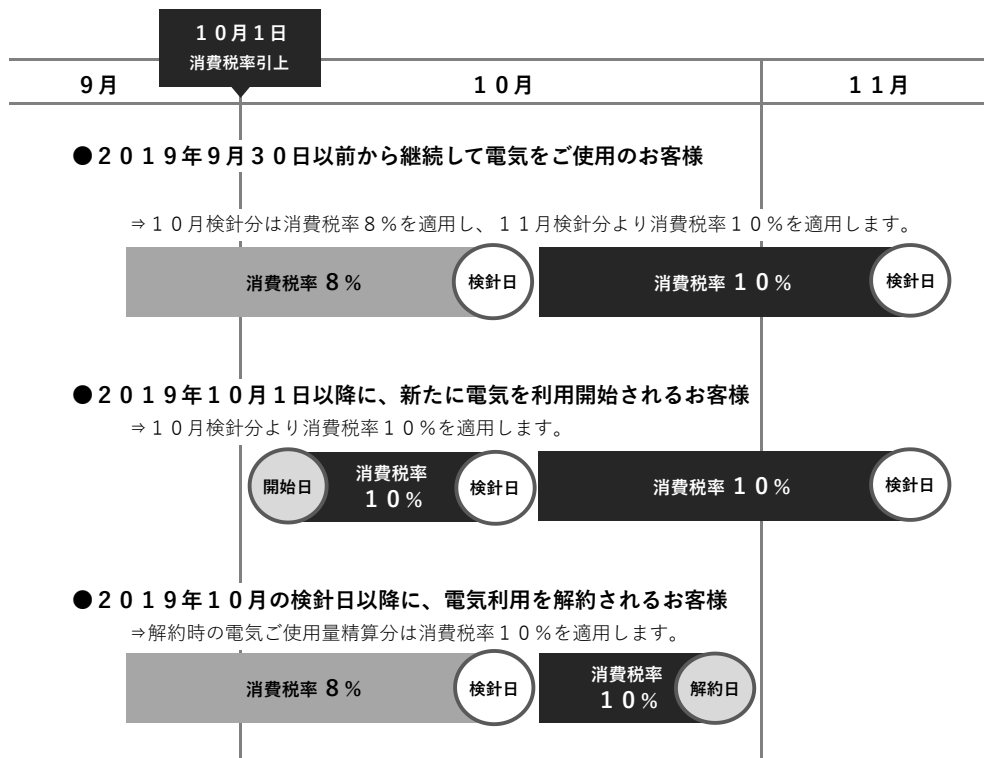 １０月１日
消費税率引上
９月
１０月
１１月
●２０１９年９月３０日以前から継続して電気をご使用のお客様
⇒１０月検針分は消費税率８％を適用し、１１月検針分より消費税率１０％を適用します。
消費税率 ８％
検針日
消費税率 １０％
検針日
●２０１９年１０月１日以降に、新たに電気を利用開始されるお客様
⇒１０月検針分より消費税率１０％を適用します。
開始日
消費税率
１０％
検針日
消費税率 １０％
検針日
●２０１９年１０月の検針日以降に、電気利用を解約されるお客様
⇒解約時の電気ご使用量精算分は消費税率１０％を適用します。
消費税率 ８％
検針日
消費税率
１０％
解約日